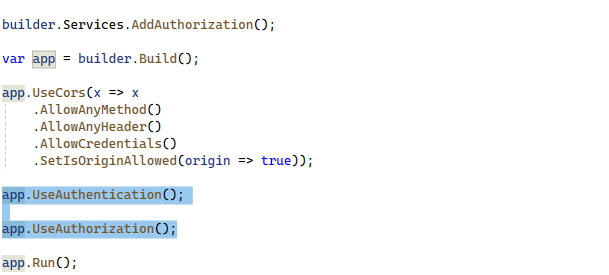 builder.Services.AddAuthorization();
var app = builder.Build();
app.UseCors(x => x
.AllowAnyMethod()
.AllowAnyHeader()
.AllowCredentials()
.SetIsOriginAllowed(origin => true));
app.UseAuthentication();
app.UseAuthorization();
app.Run();